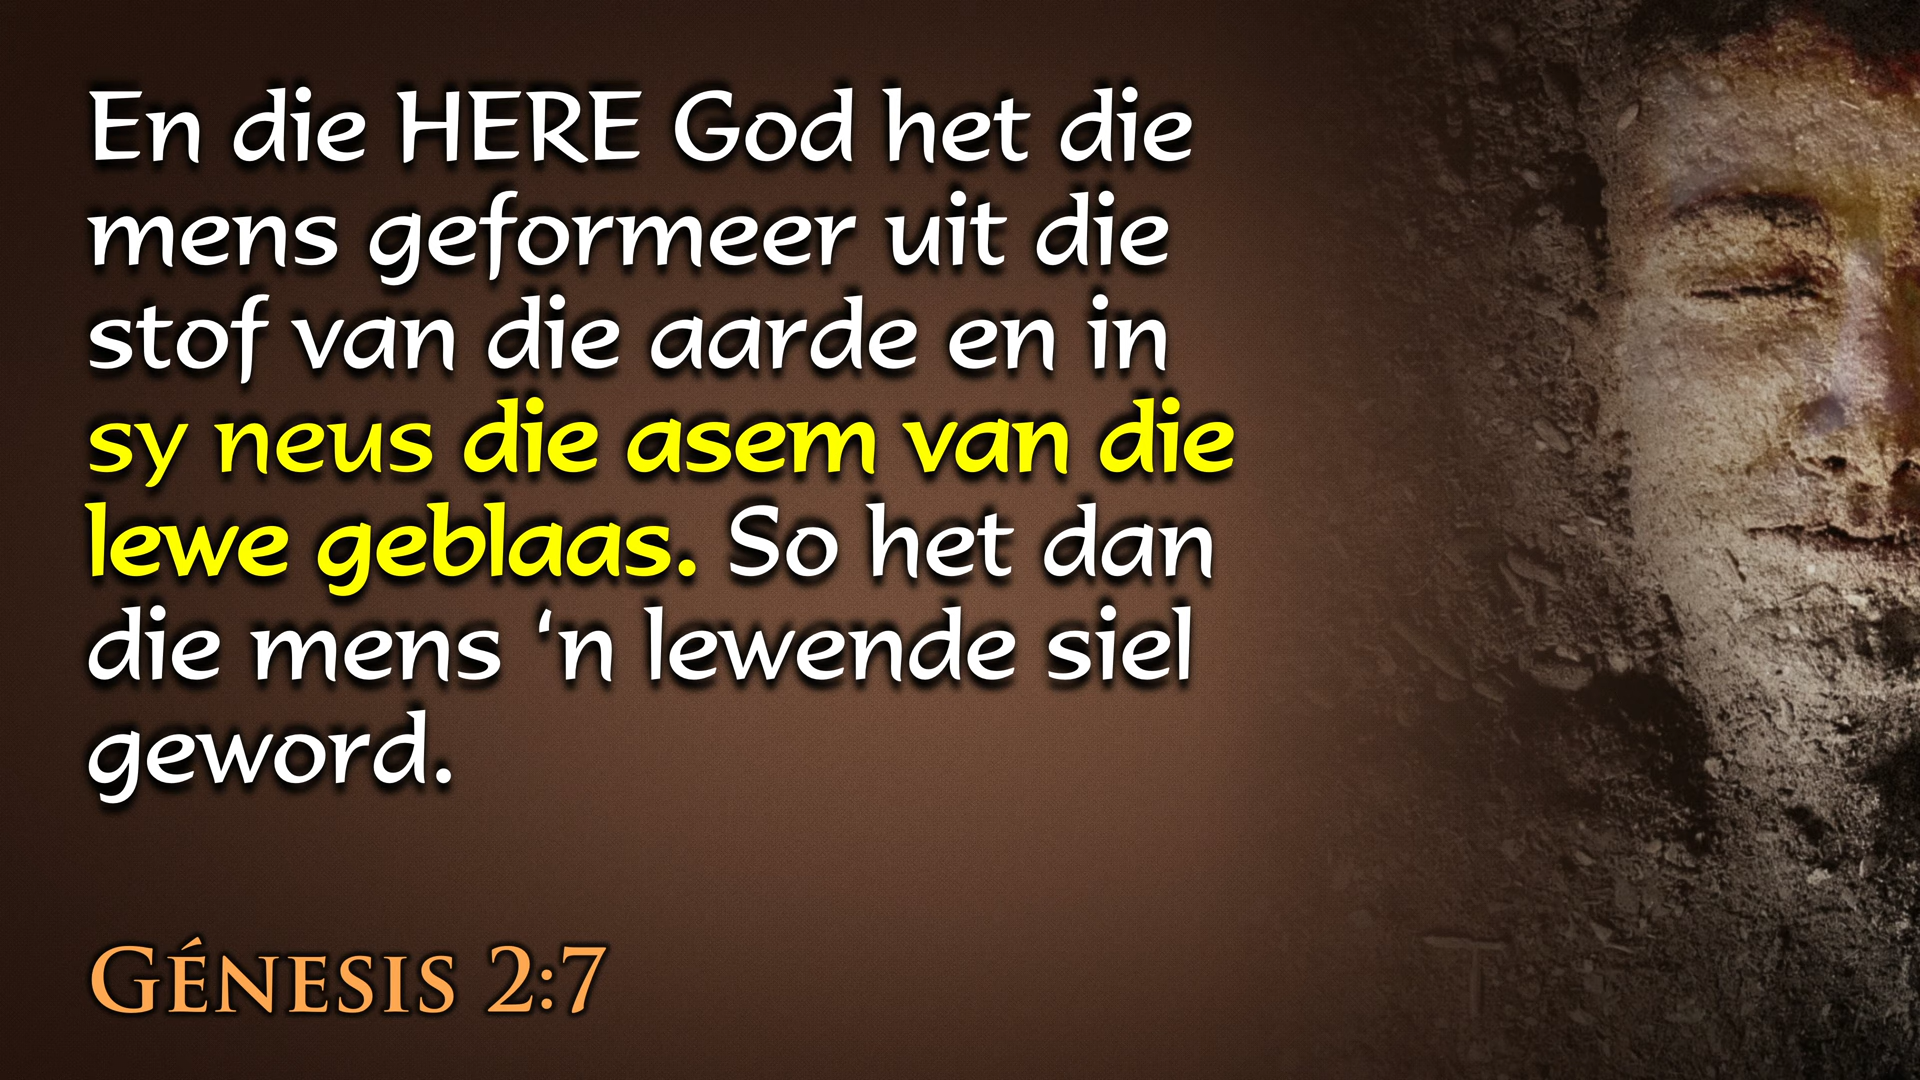 En die HERE God het die
mens geformeer uit die
stof van die aarde en in
sy neus die asem van die
lewe geblaas. So het dan
die mens ‘n lewende siel
geword.
Génesis 2:7